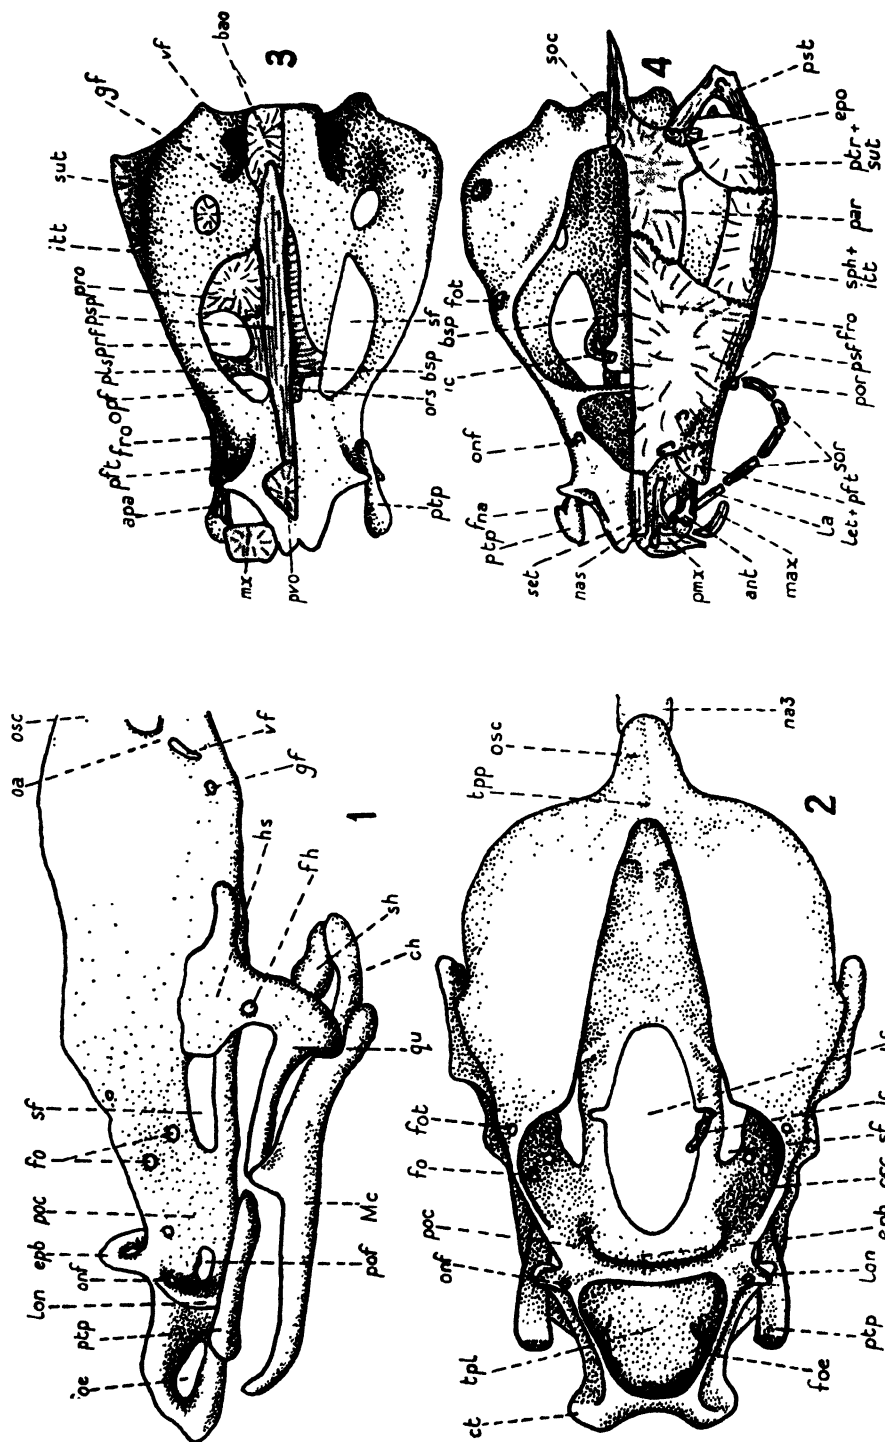 gf
vf
bao
3
sut
itt
pro
psp
prf
pls
opf
fro
pft
apa
mx
pvo
ptp
ors
bsp
sf
soc
4
pst
epo
ptr+
sut
par
sph+
itt
fro
psf
por
sor
let+pft
la
max
ant
pmx
nas
set
ptp
na
onf
ic
bsp
fot
osc
oa
vf
gf
1
hs
fh
sh
ch
qu
sf
fo
poc
epb
onf
lon
ptp
Mc
pof
na3
osc
tpp
2
fot
fo
poc
onf
tpl
ct
sf
epb
lon
ptp
foe